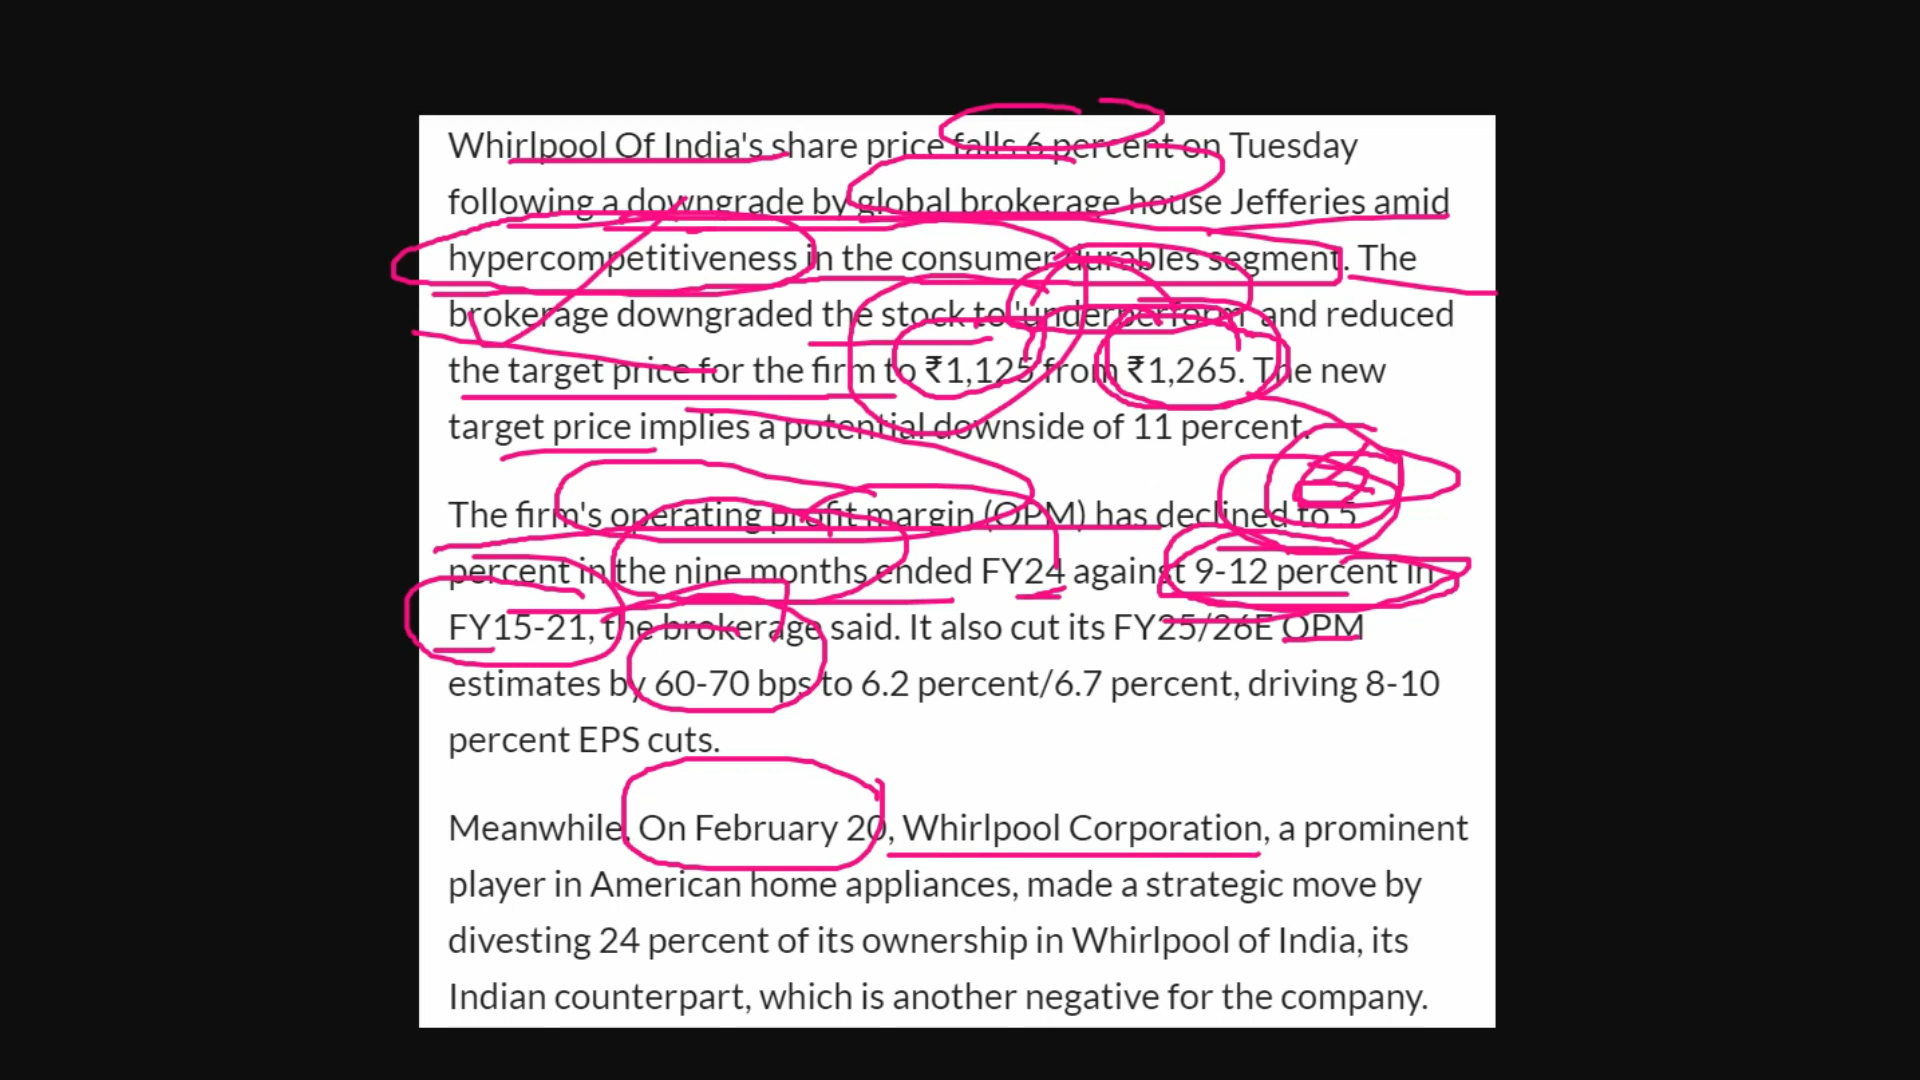 Whirlpool Of India's share price falls 6 percent on Tuesday
following a downgrade by global brokerage house Jefferies amid
hypercompetitiveness in the consumer durables segment. The
brokerage downgraded the stock to 'underperform' and reduced
the target price for the firm to ₹1,125 from ₹1,265. The new
target price implies a potential downside of 11 percent.
The firm's operating profit margin (OPM) has declined to 5
percent in the nine months ended FY24 against 9-12 percent in
FY15-21, the brokerage said. It also cut its FY25/26E OPM
estimates by 60-70 bps to 6.2 percent/6.7 percent, driving 8-10
percent EPS cuts.
Meanwhile, On February 20, Whirlpool Corporation, a prominent
player in American home appliances, made a strategic move by
divesting 24 percent of its ownership in Whirlpool of India, its
Indian counterpart, which is another negative for the company.